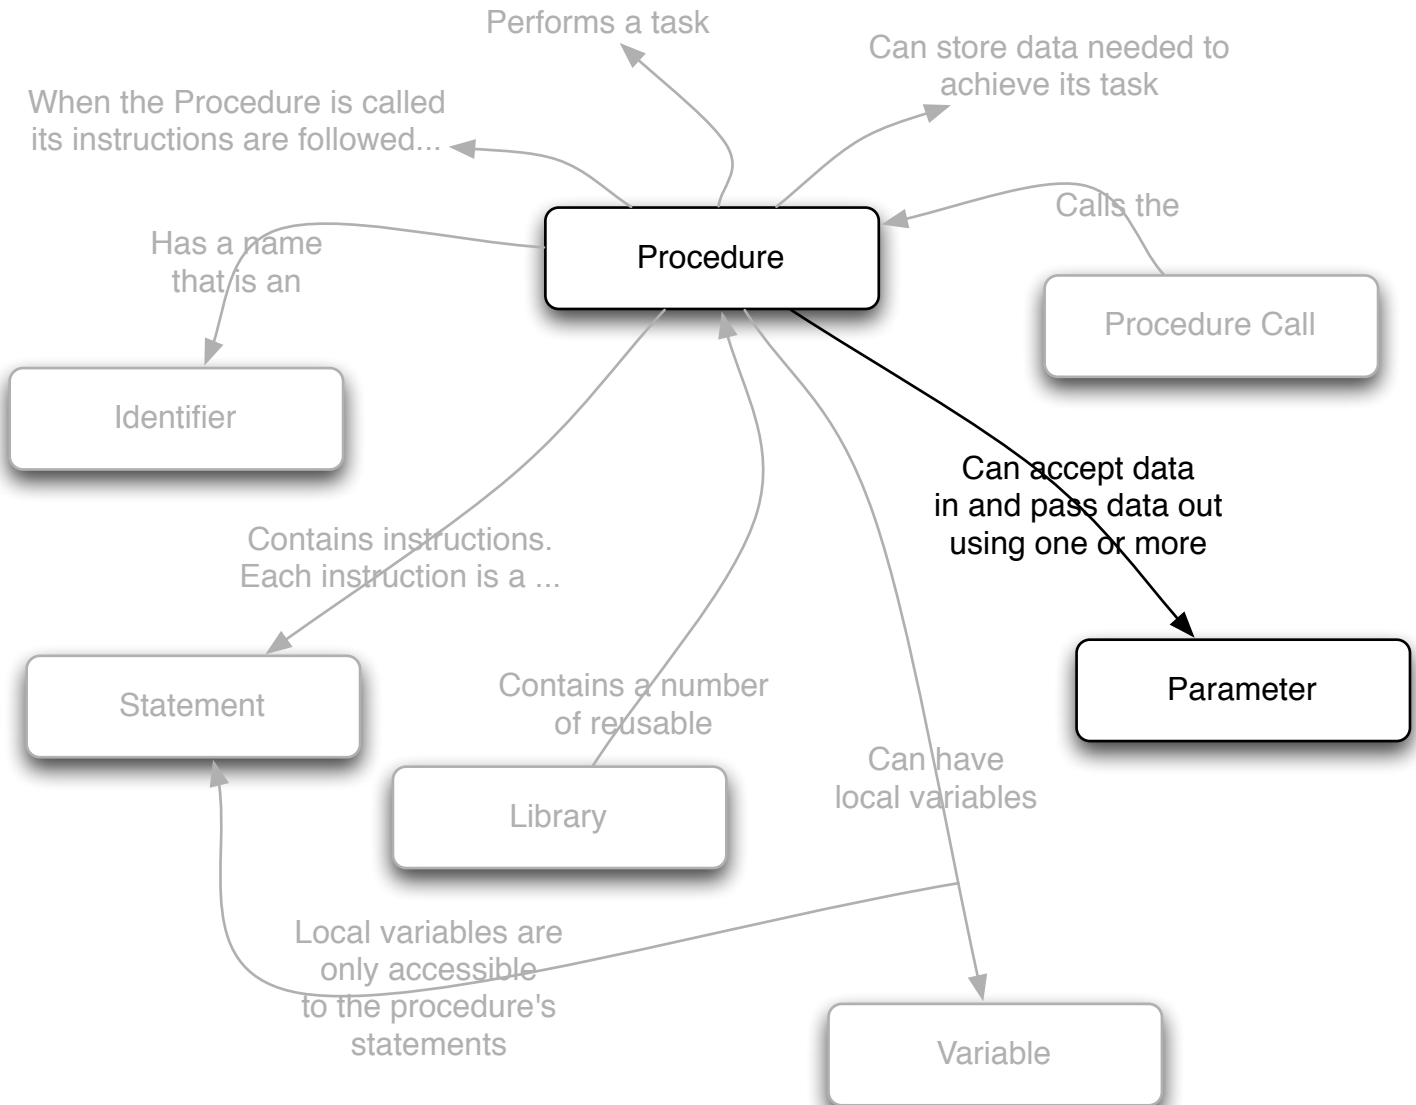 Performs a task
Can store data needed to
achieve its task
When the Procedure is called
its instructions are followed...
Calls the
Has a name
that is an
Procedure
Procedure Call
Identifier
Can accept data
in and pass data out
using one or more
Contains instructions.
Each instruction is a ...
Parameter
Statement
Contains a number
of reusable
Can have
local variables
Library
Local variables are
only accessible
to the procedure's
statements
Variable